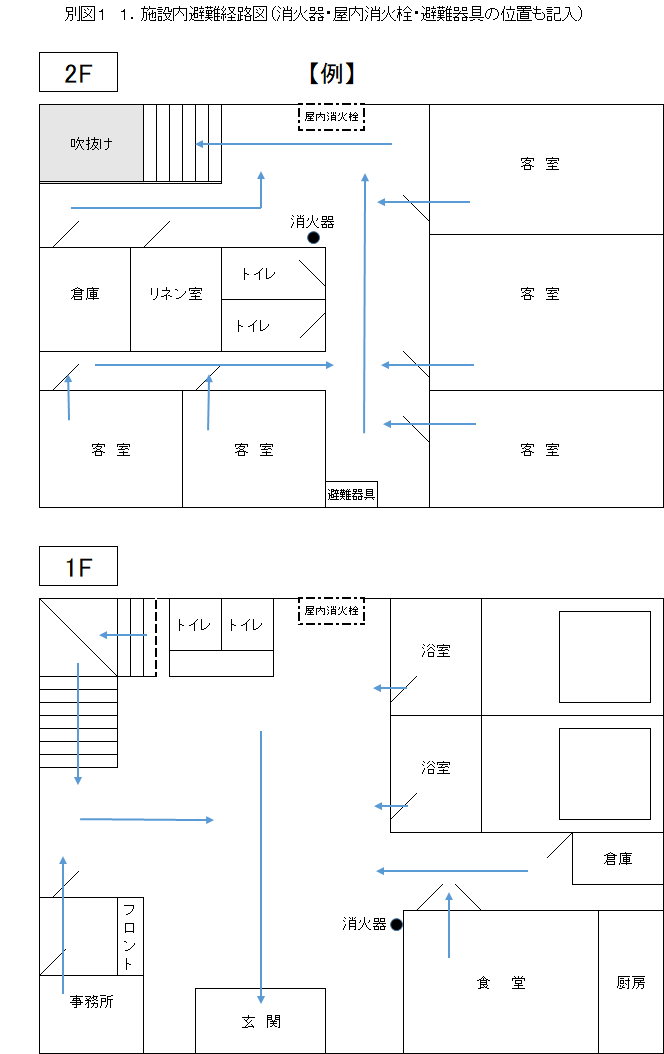 別図1　1．施設内避難経路図（消火器・屋内消火栓・避難器具の位置も記入）
2F
【例】
屋内消火栓
吹抜け
客 室
消火器
トイレ
倉庫
リネン室
客 室
トイレ
客 室
客 室
客 室
避難器具
1F
屋内消火栓
トイレ
トイレ
浴室
浴室
倉庫
フロント
消火器
食 堂
厨房
事務所
玄 関